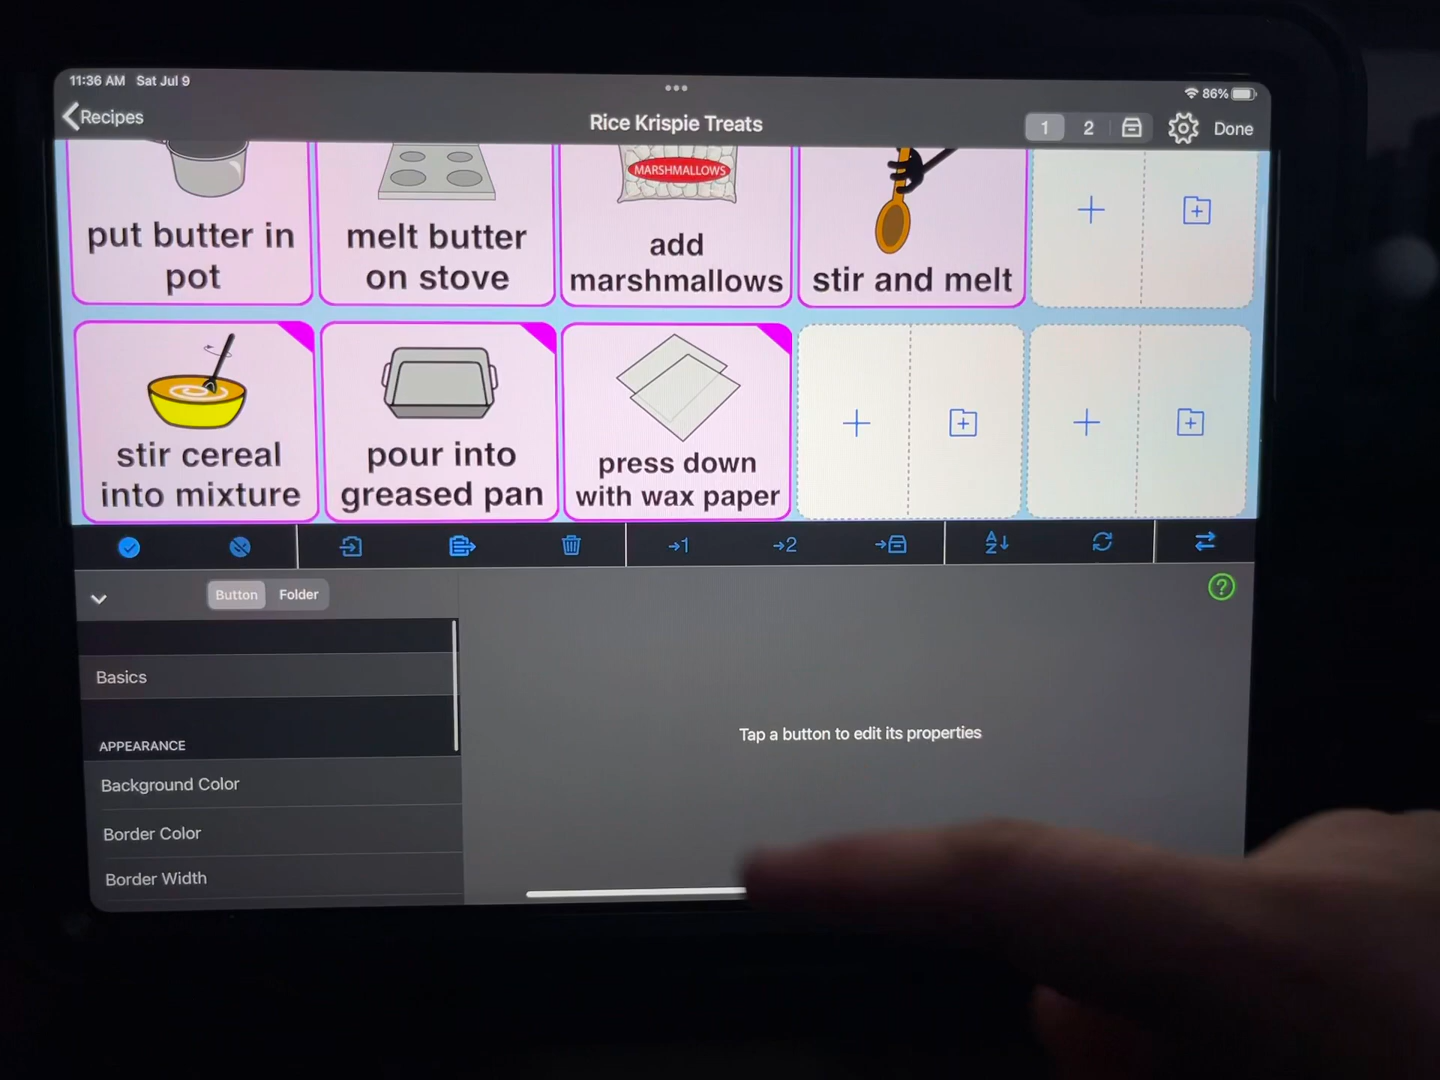 11:36 AM Sat Jul 9
86%
Recipes
Rice Krispie Treats
1
2
Done
MARSHMALLOWS
put butter in
pot
melt butter
on stove
add
marshmallows
stir and melt
stir cereal
into mixture
pour into
greased pan
press down
with wax paper
→1
→2
A
Z
Button
Folder
?
Basics
APPEARANCE
Background Color
Border Color
Border Width
Tap a button to edit its properties